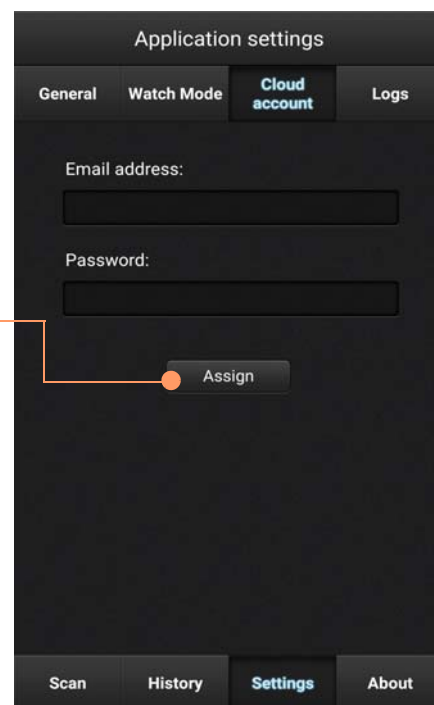 Application settings
General Watch Mode Cloud account Logs
Email address:
Password:
Assign
Scan History Settings About